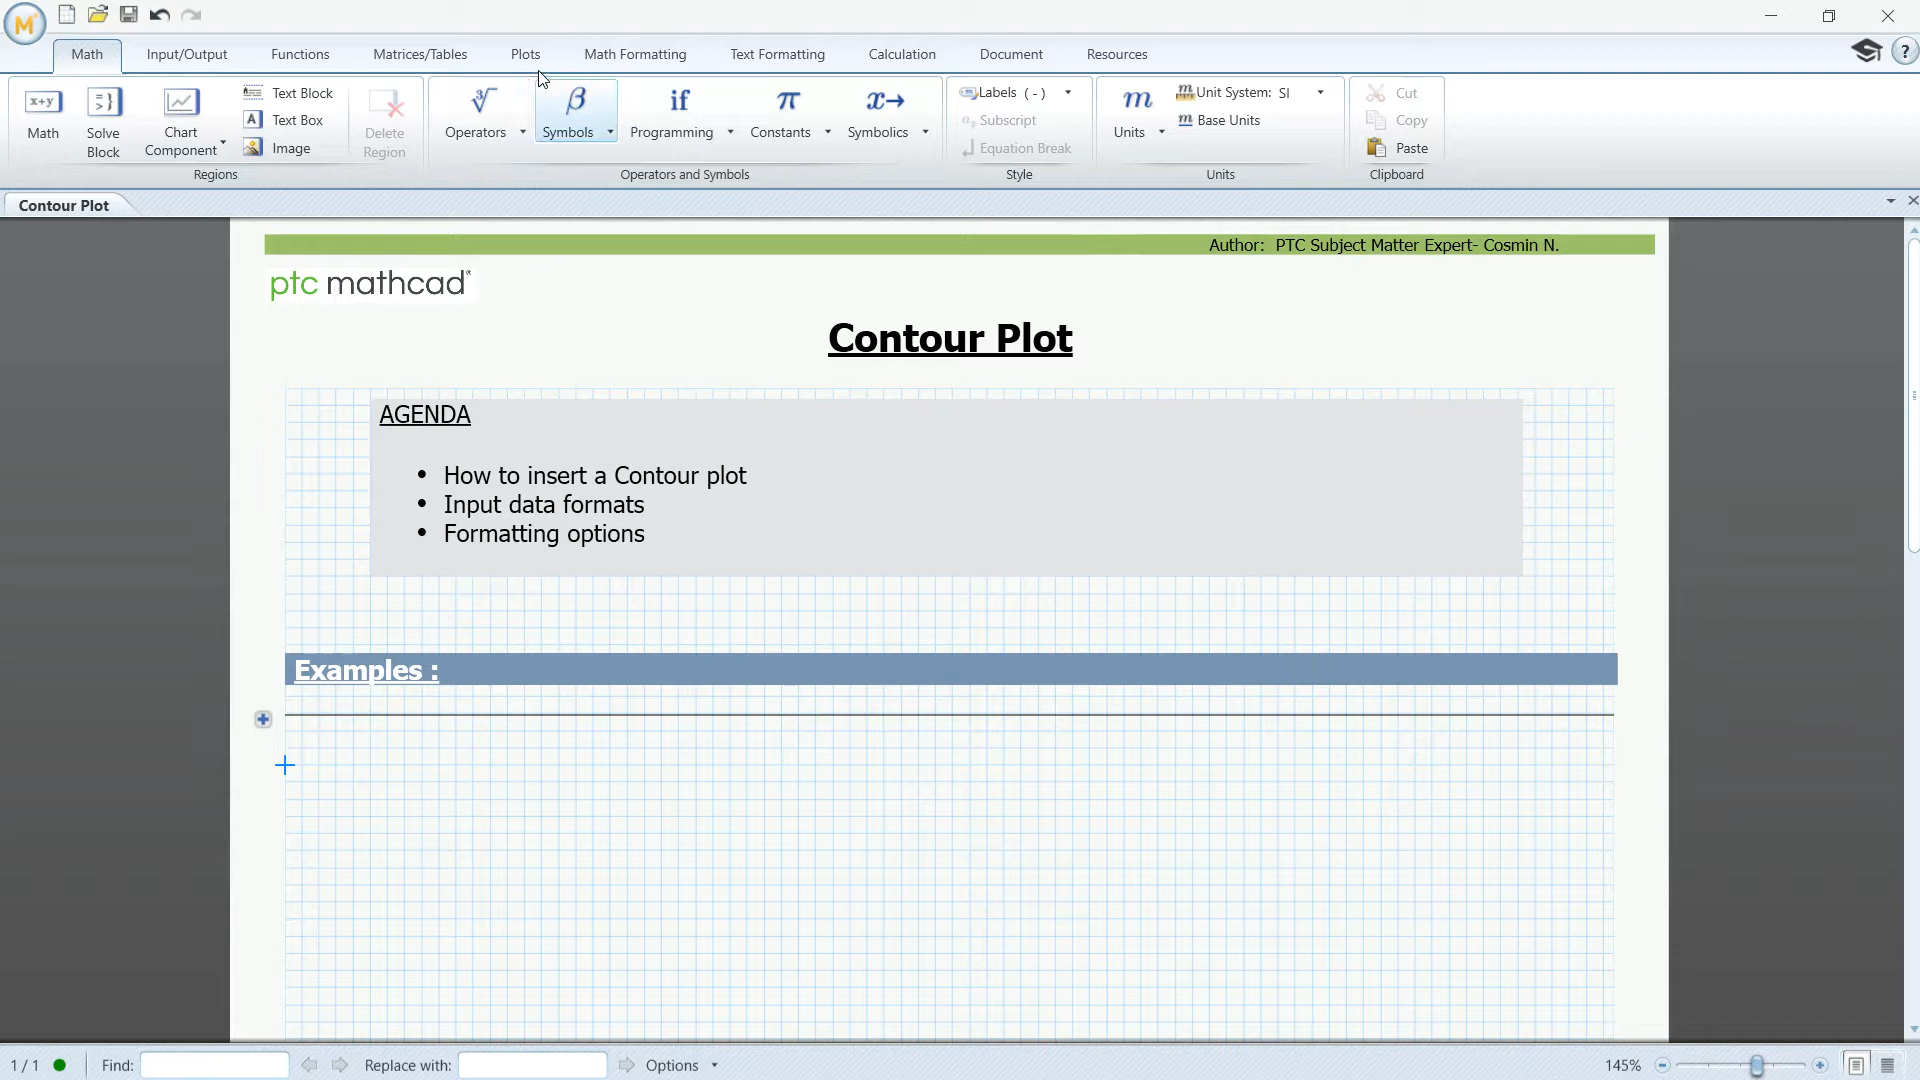 M
Math Input/Output Functions Matrices/Tables Plots Math Formatting Text Formatting Calculation Document Resources
?
x+y Math
Solve Block
Chart Component
Text Block
Text Box
Image
Delete Region
Regions
3√ Operators
β Symbols
if Programming
π Constants
x→ Symbolics
Operators and Symbols
Labels ( - )
Subscript
Equation Break
Style
m Units
Unit System: SI
Base Units
Units
Cut
Copy
Paste
Clipboard
Contour Plot
Author: PTC Subject Matter Expert- Cosmin N.
ptc mathcad®
Contour Plot
AGENDA
• How to insert a Contour plot
• Input data formats
• Formatting options
Examples :
1 / 1 Find: Replace with: Options 145%